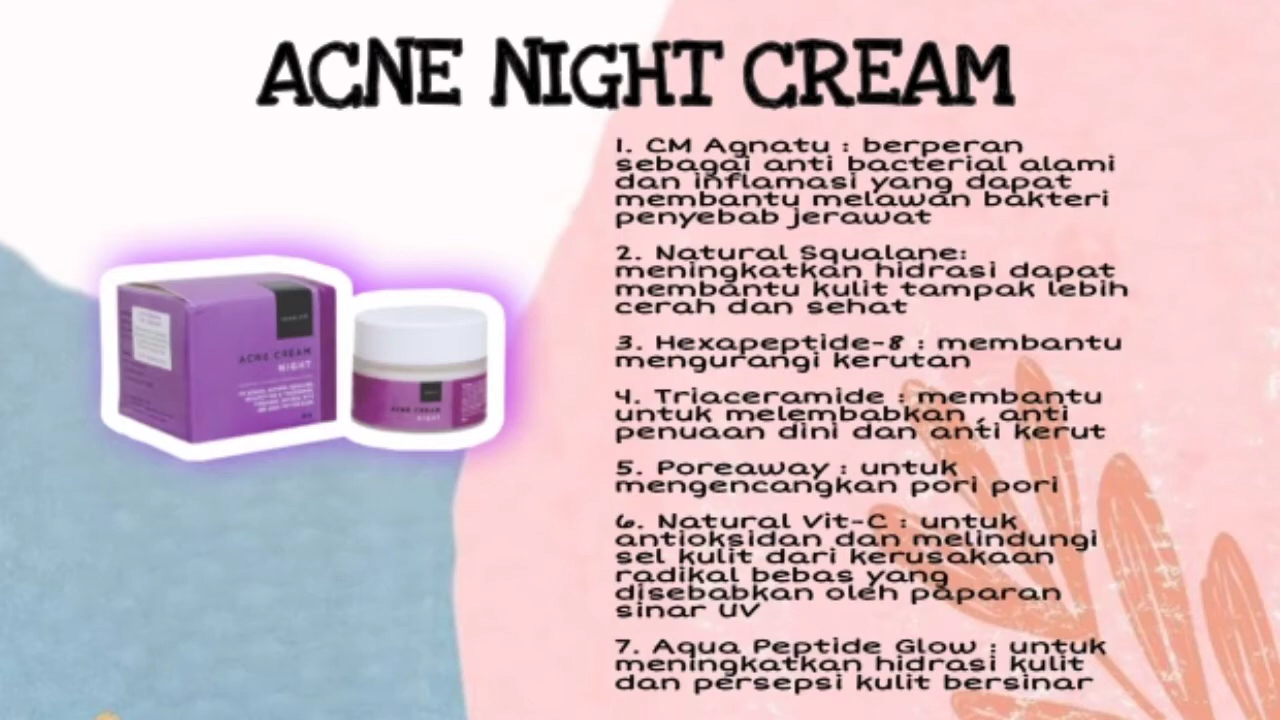 ACNE NIGHT CREAM
1. CM Agnatu : berperan
sebagai anti bacterial alami
dan inflamasi yang dapat
membantu melawan bakteri
penyebab jerawat
2. Natural Squalane:
meningkatkan hidrasi dapat
membantu kulit tampak lebih
cerah dan sehat
3. Hexapeptide-8 : membantu
mengurangi kerutan
4. Triaceramide : membantu
untuk melembabkan , anti
penuaan dini dan anti kerut
5. Poreaway : untuk
mengencangkan pori pori
6. Natural Vit-C : untuk
antioksidan dan melindungi
sel kulit dari kerusakaan
radikal bebas yang
disebabkan oleh paparan
sinar UV
7. Aqua Peptide Glow : untuk
meningkatkan hidrasi kulit
dan persepsi kulit bersinar
ACNE CREAM
NIGHT
ACNE CREAM
NIGHT